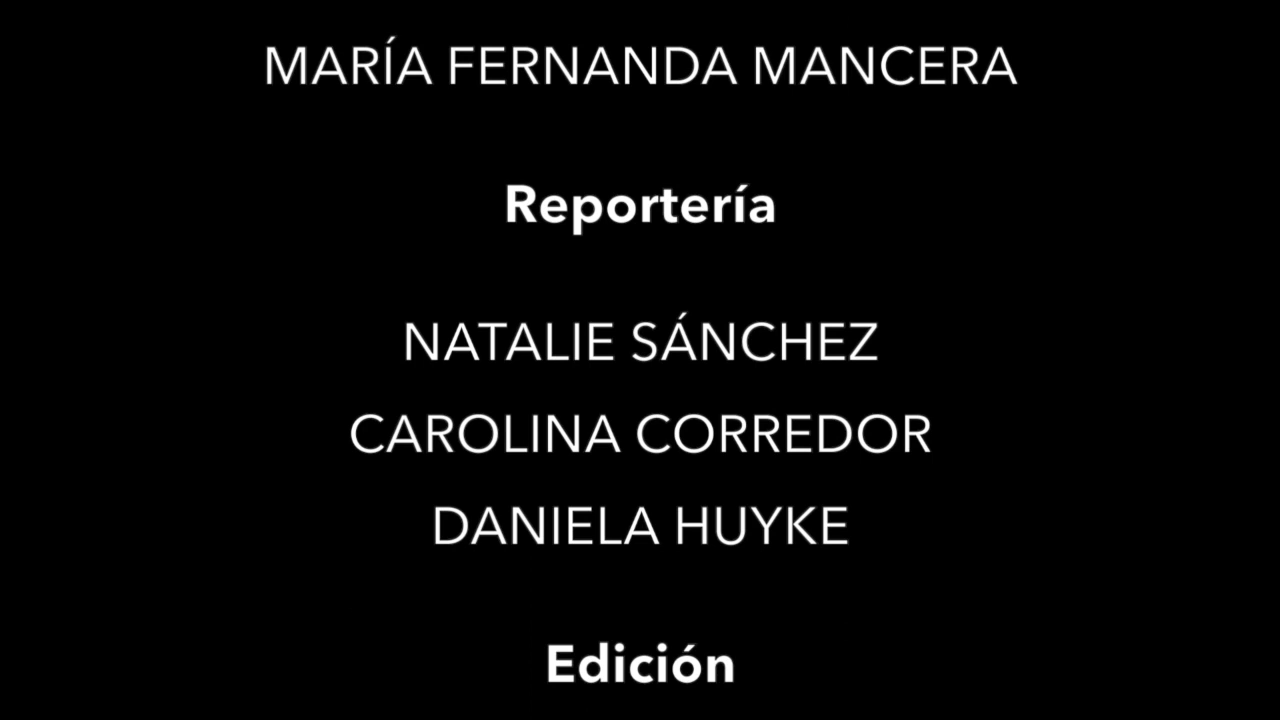 MARÍA FERNANDA MANCERA
Reportería
NATALIE SÁNCHEZ
CAROLINA CORREDOR
DANIELA HUYKE
Edición